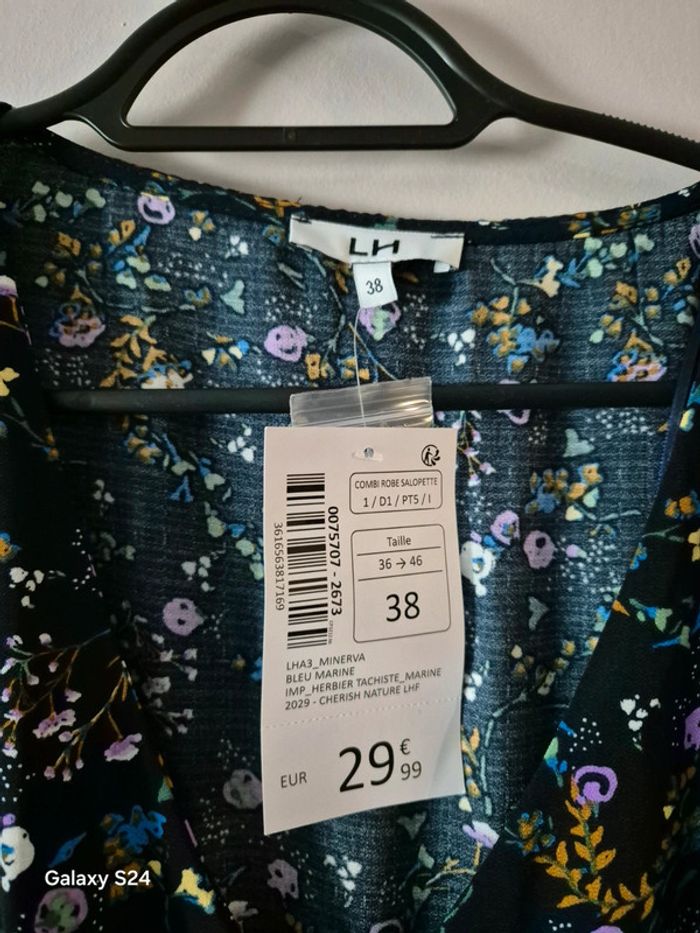 LH
38
COMBI ROBE SALOPETTE
1 / D1 / PT5 / I
Taille
36 → 46
38
0075707 - 2673
3616563817169
LHA3_MINERVA
BLEU MARINE
IMP_HERBIER TACHISTE_MARINE
2029 - CHERISH NATURE LHF
EUR 29€99
Galaxy S24